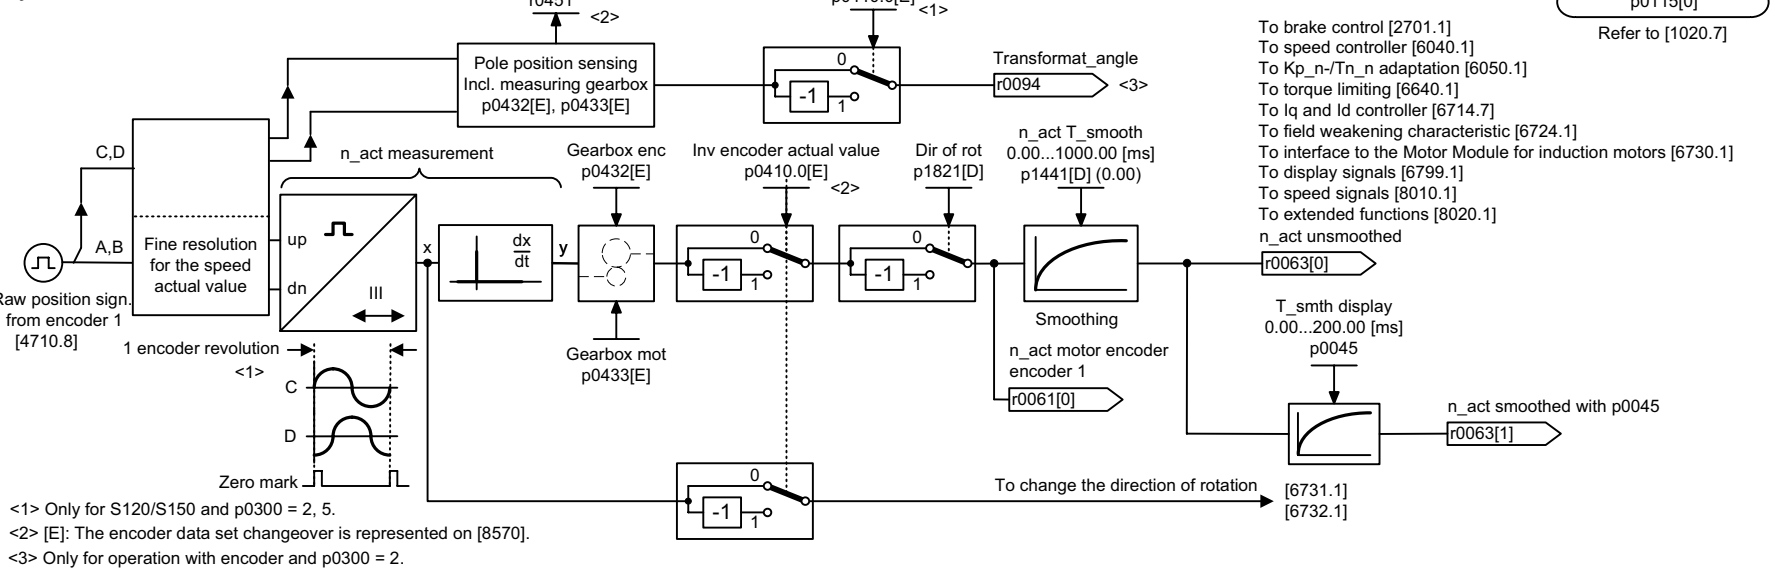 r0451
<2>
p0410.0[E]
<1>
p0115[0]
Refer to [1020.7]
To brake control [2701.1]
To speed controller [6040.1]
To Kp_n-/Tn_n adaptation [6050.1]
To torque limiting [6640.1]
To Iq and Id controller [6714.7]
To field weakening characteristic [6724.1]
To interface to the Motor Module for induction motors [6730.1]
To display signals [6799.1]
To speed signals [8010.1]
To extended functions [8020.1]
Pole position sensing
Incl. measuring gearbox
p0432[E], p0433[E]
0
-1
1
Transformat_angle
r0094
<3>
C,D
A,B
Fine resolution
for the speed
actual value
Raw position sign.
from encoder 1
[4710.8]
n_act measurement
up
dn
III
x
dx
dt
y
Gearbox enc
p0432[E]
Gearbox mot
p0433[E]
Inv encoder actual value
p0410.0[E]
<2>
0
-1
1
Dir of rot
p1821[D]
0
-1
1
n_act T_smooth
0.00...1000.00 [ms]
p1441[D] (0.00)
Smoothing
n_act unsmoothed
r0063[0]
n_act motor encoder
encoder 1
r0061[0]
T_smth display
0.00...200.00 [ms]
p0045
n_act smoothed with p0045
r0063[1]
1 encoder revolution
<1>
C
D
Zero mark
0
-1
1
To change the direction of rotation
[6731.1]
[6732.1]
<1> Only for S120/S150 and p0300 = 2, 5.
<2> [E]: The encoder data set changeover is represented on [8570].
<3> Only for operation with encoder and p0300 = 2.